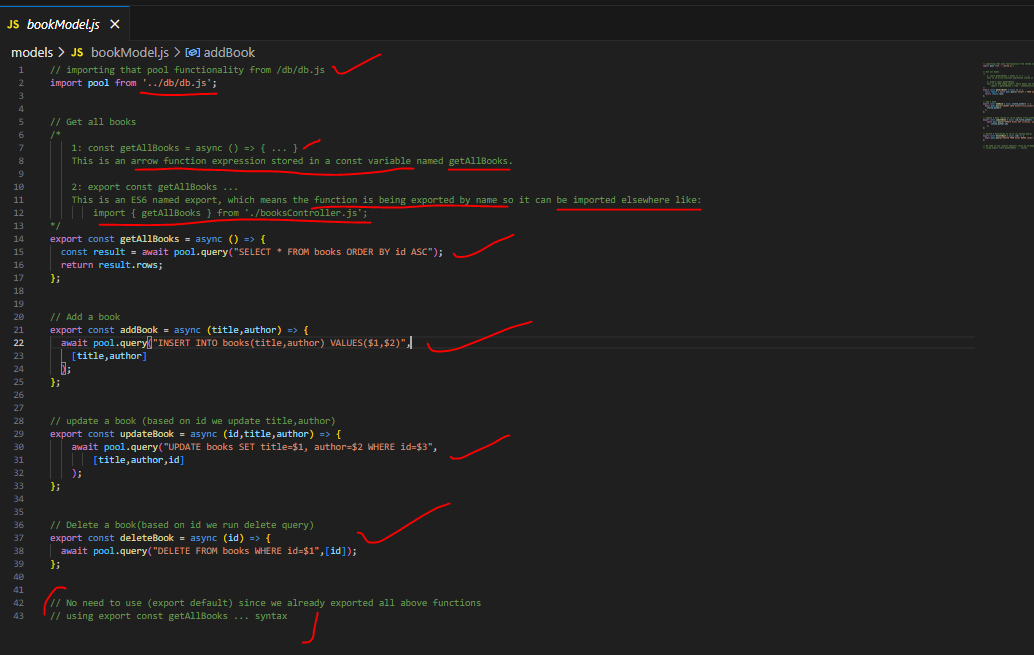 JS bookModel.js ×
models > JS bookModel.js > addBook
1 // importing that pool functionality from /db/db.js
2 import pool from '../db/db.js';
3
4
5 // Get all books
6 /*
7 1: const getAllBooks = async () => { ... }
8 This is an arrow function expression stored in a const variable named getAllBooks.
9
10 2: export const getAllBooks ...
11 This is an ES6 named export, which means the function is being exported by name so it can be imported elsewhere like:
12 import { getAllBooks } from './booksController.js';
13 */
14 export const getAllBooks = async () => {
15 const result = await pool.query("SELECT * FROM books ORDER BY id ASC");
16 return result.rows;
17 };
18
19
20 // Add a book
21 export const addBook = async (title,author) => {
22 await pool.query("INSERT INTO books(title,author) VALUES($1,$2)",
23 [title,author]
24 );
25 };
26
27
28 // update a book (based on id we update title,author)
29 export const updateBook = async (id,title,author) => {
30 await pool.query("UPDATE books SET title=$1, author=$2 WHERE id=$3",
31 [title,author,id]
32 );
33 };
34
35
36 // Delete a book(based on id we run delete query)
37 export const deleteBook = async (id) => {
38 await pool.query("DELETE FROM books WHERE id=$1",[id]);
39 };
40
41
42 // No need to use (export default) since we already exported all above functions
43 // using export const getAllBooks ... syntax